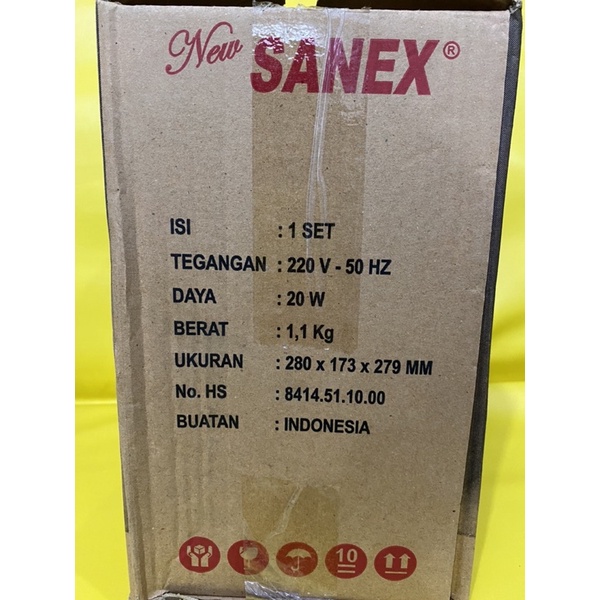 New SANEX®
ISI : 1 SET
TEGANGAN : 220 V - 50 HZ
DAYA : 20 W
BERAT : 1,1 Kg
UKURAN : 280 x 173 x 279 MM
No. HS : 8414.51.10.00
BUATAN : INDONESIA
10